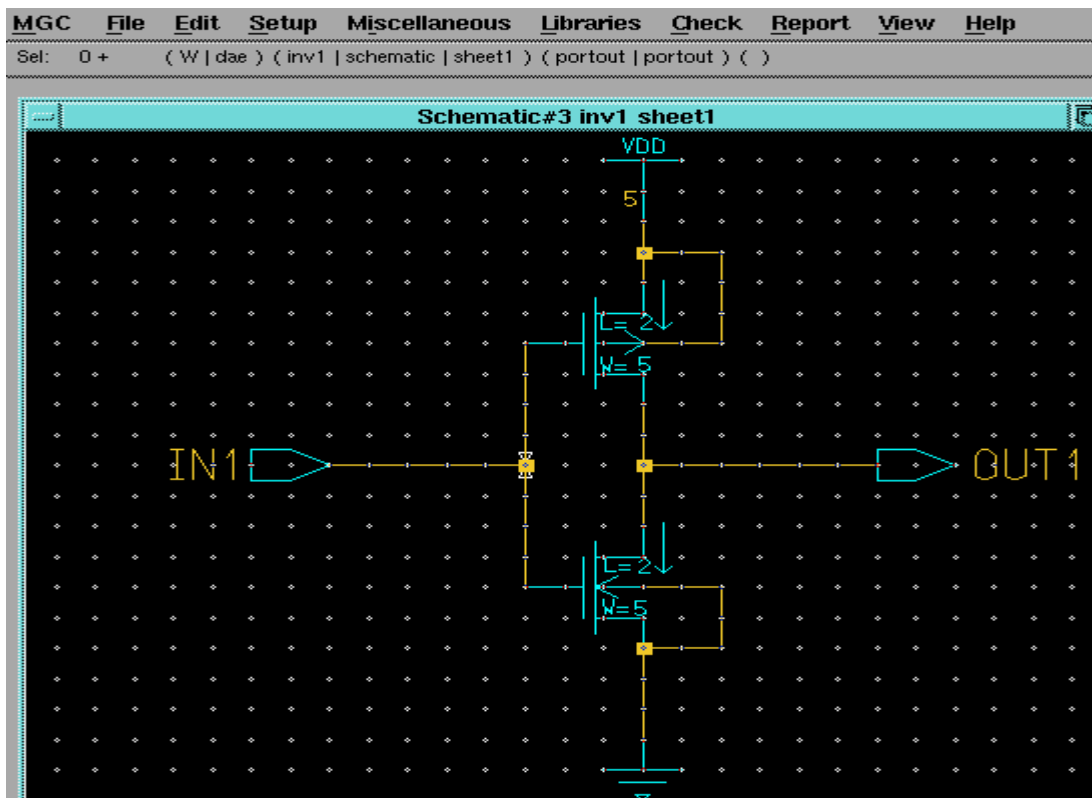 MGC File Edit Setup Miscellaneous Libraries Check Report View Help
Sel: 0 + ( W | dae ) ( inv1 | schematic | sheet1 ) ( portout | portout ) ( )
Schematic#3 inv1 sheet1
VDD
5
L= 2
W= 5
IN1
OUT1
L=2
W=5